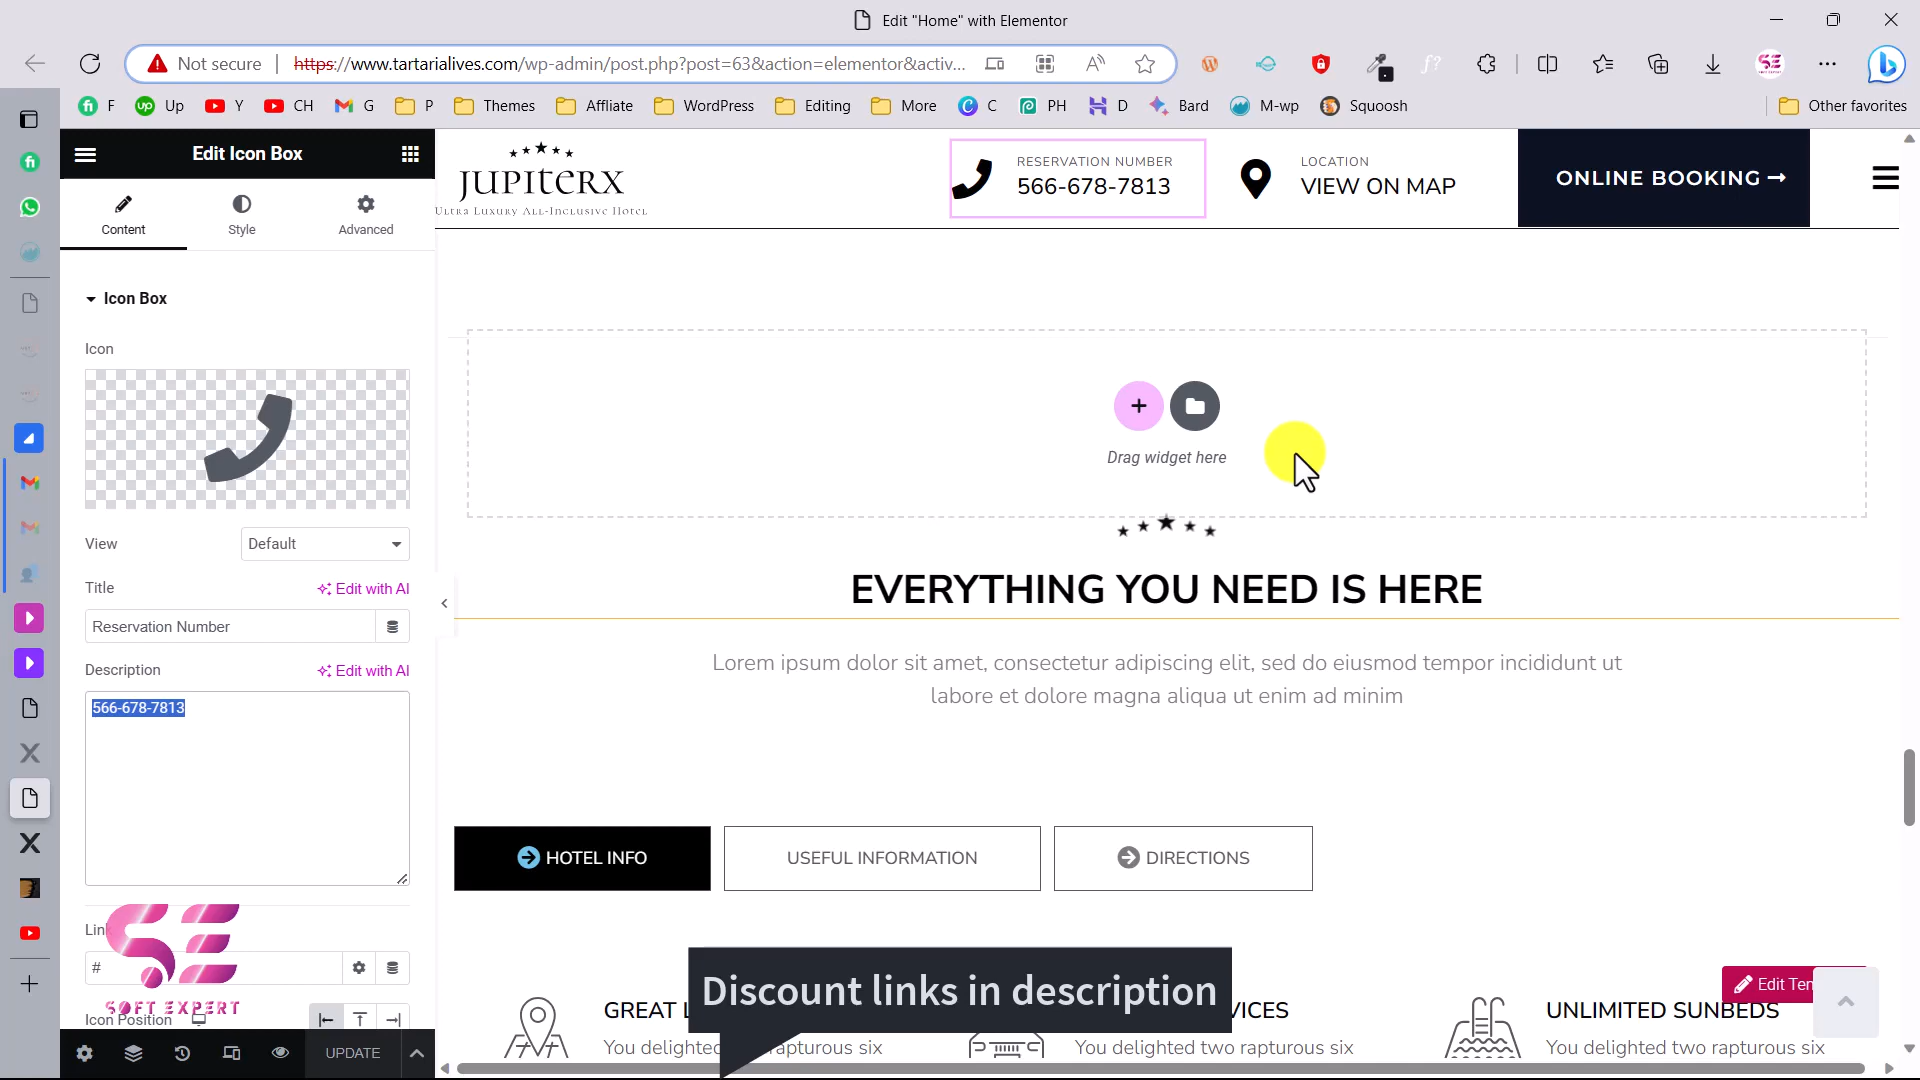 Edit "Home" with Elementor
Not secure
https://www.tartarialives.com/wp-admin/post.php?post=63&action=elementor&activ...
F
Up
Y
CH
G
P
Themes
Affliate
WordPress
Editing
More
C
PH
D
Bard
M-wp
Squoosh
Other favorites
Edit Icon Box
Content
Style
Advanced
Icon Box
Icon
View
Default
Title
Edit with AI
Reservation Number
Description
Edit with AI
566-678-7813
Link
#
SOFT EXPERT
Icon Position
UPDATE
JUPITERX
ULTRA LUXURY ALL-INCLUSIVE HOTEL
RESERVATION NUMBER
566-678-7813
LOCATION
VIEW ON MAP
ONLINE BOOKING
Drag widget here
EVERYTHING YOU NEED IS HERE
Lorem ipsum dolor sit amet, consectetur adipiscing elit, sed do eiusmod tempor incididunt ut
labore et dolore magna aliqua ut enim ad minim
HOTEL INFO
USEFUL INFORMATION
DIRECTIONS
Discount links in description
Edit
GREAT
UNLIMITED SUNBEDS
You delighted
rapturous six
You delighted two rapturous six
You delighted two rapturous six